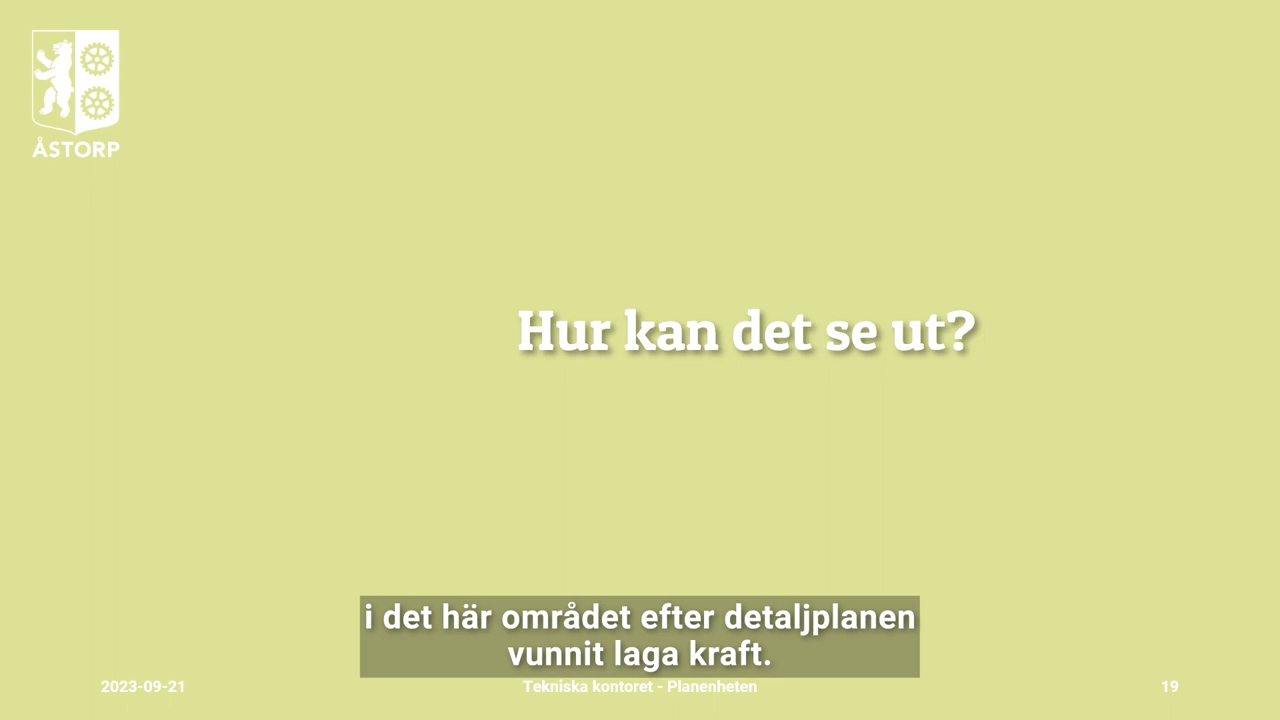 ÅSTORP
Hur kan det se ut?
i det här området efter detaljplanen
vunnit laga kraft.
2023-09-21
Tekniska kontoret - Planenheten
19